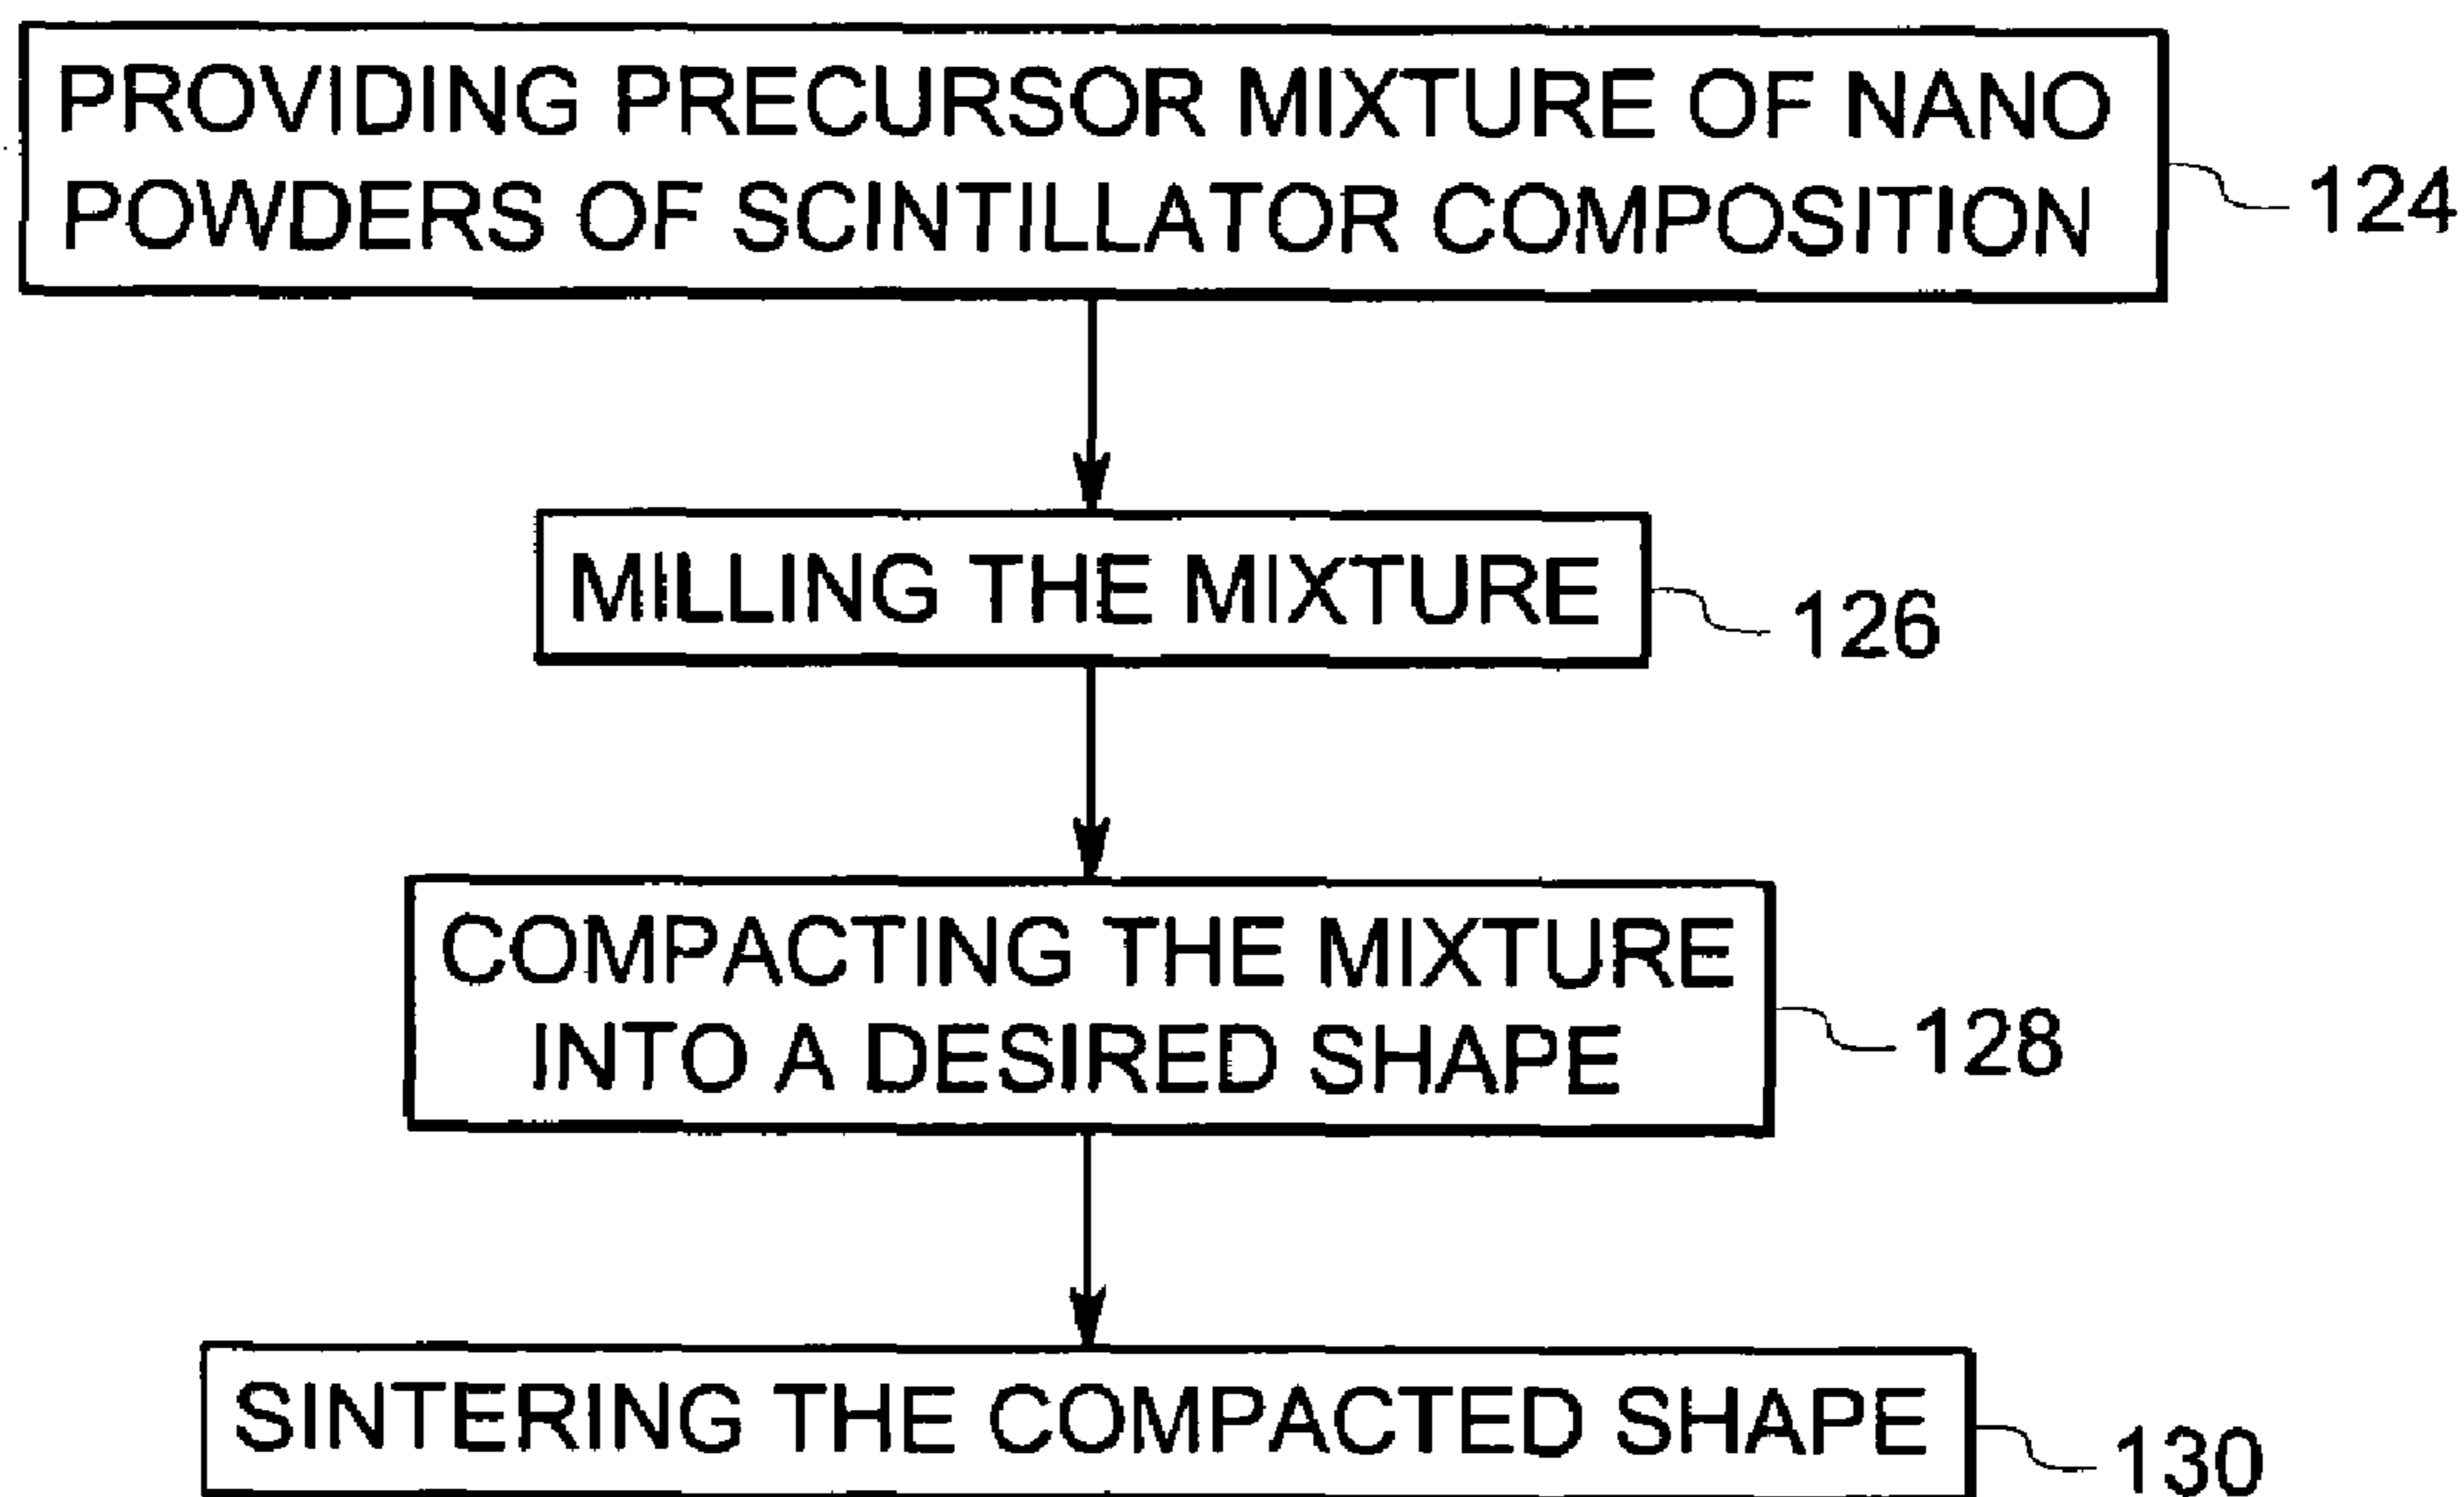 PROVIDING PRECURSOR MIXTURE OF NANO
POWDERS OF SCINTILLATOR COMPOSITION
124
MILLING THE MIXTURE
126
COMPACTING THE MIXTURE
INTO A DESIRED SHAPE
128
SINTERING THE COMPACTED SHAPE
130